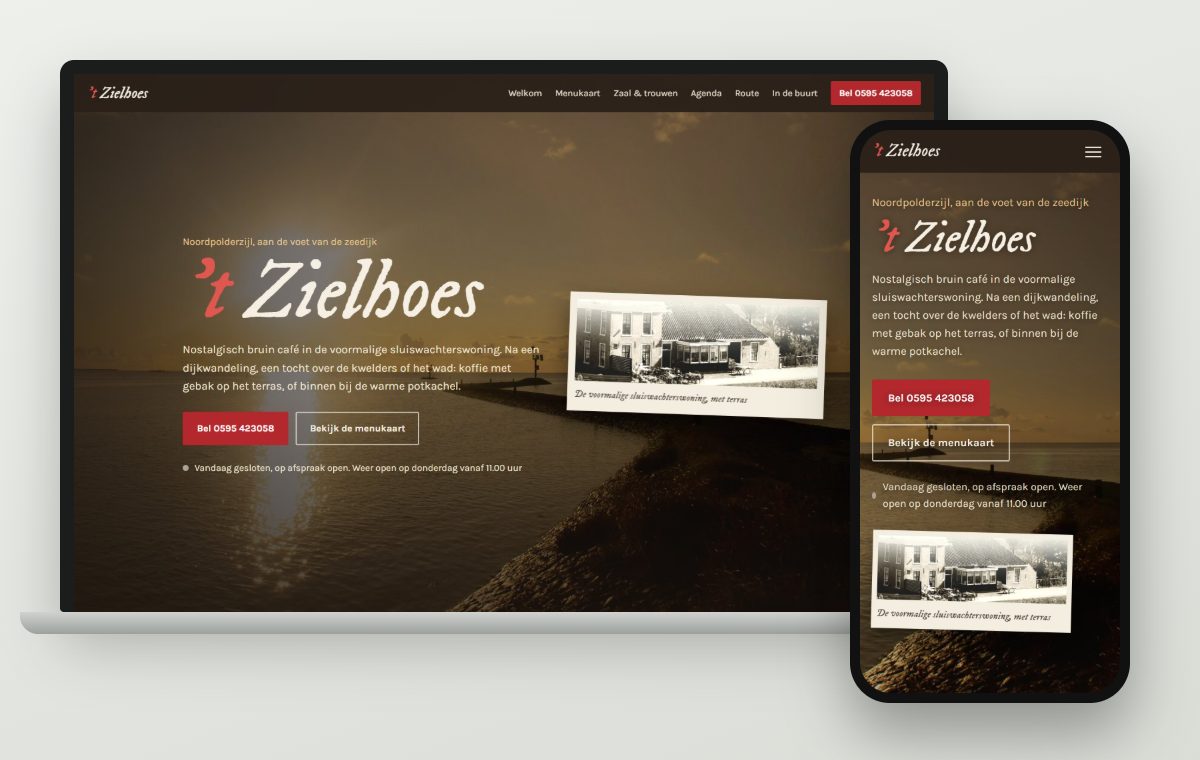 't Zielhoes
Welkom Menukaart Zaal & trouwen Agenda Route In de buurt Bel 0595 423058
Noordpolderzijl, aan de voet van de zeedijk
't Zielhoes
Nostalgisch bruin café in de voormalige sluiswachterswoning. Na een
dijkwandeling, een tocht over de kwelders of het wad: koffie met
gebak op het terras, of binnen bij de warme potkachel.
Bel 0595 423058
Bekijk de menukaart
Vandaag gesloten, op afspraak open. Weer open op donderdag vanaf 11.00 uur
De voormalige sluiswachterswoning, met terras
't Zielhoes
Noordpolderzijl, aan de voet van de zeedijk
't Zielhoes
Nostalgisch bruin café in de voormalige
sluiswachterswoning. Na een dijkwandeling,
een tocht over de kwelders of het wad: koffie
met gebak op het terras, of binnen bij de
warme potkachel.
Bel 0595 423058
Bekijk de menukaart
Vandaag gesloten, op afspraak open. Weer
open op donderdag vanaf 11.00 uur
De voormalige sluiswachterswoning, met terras